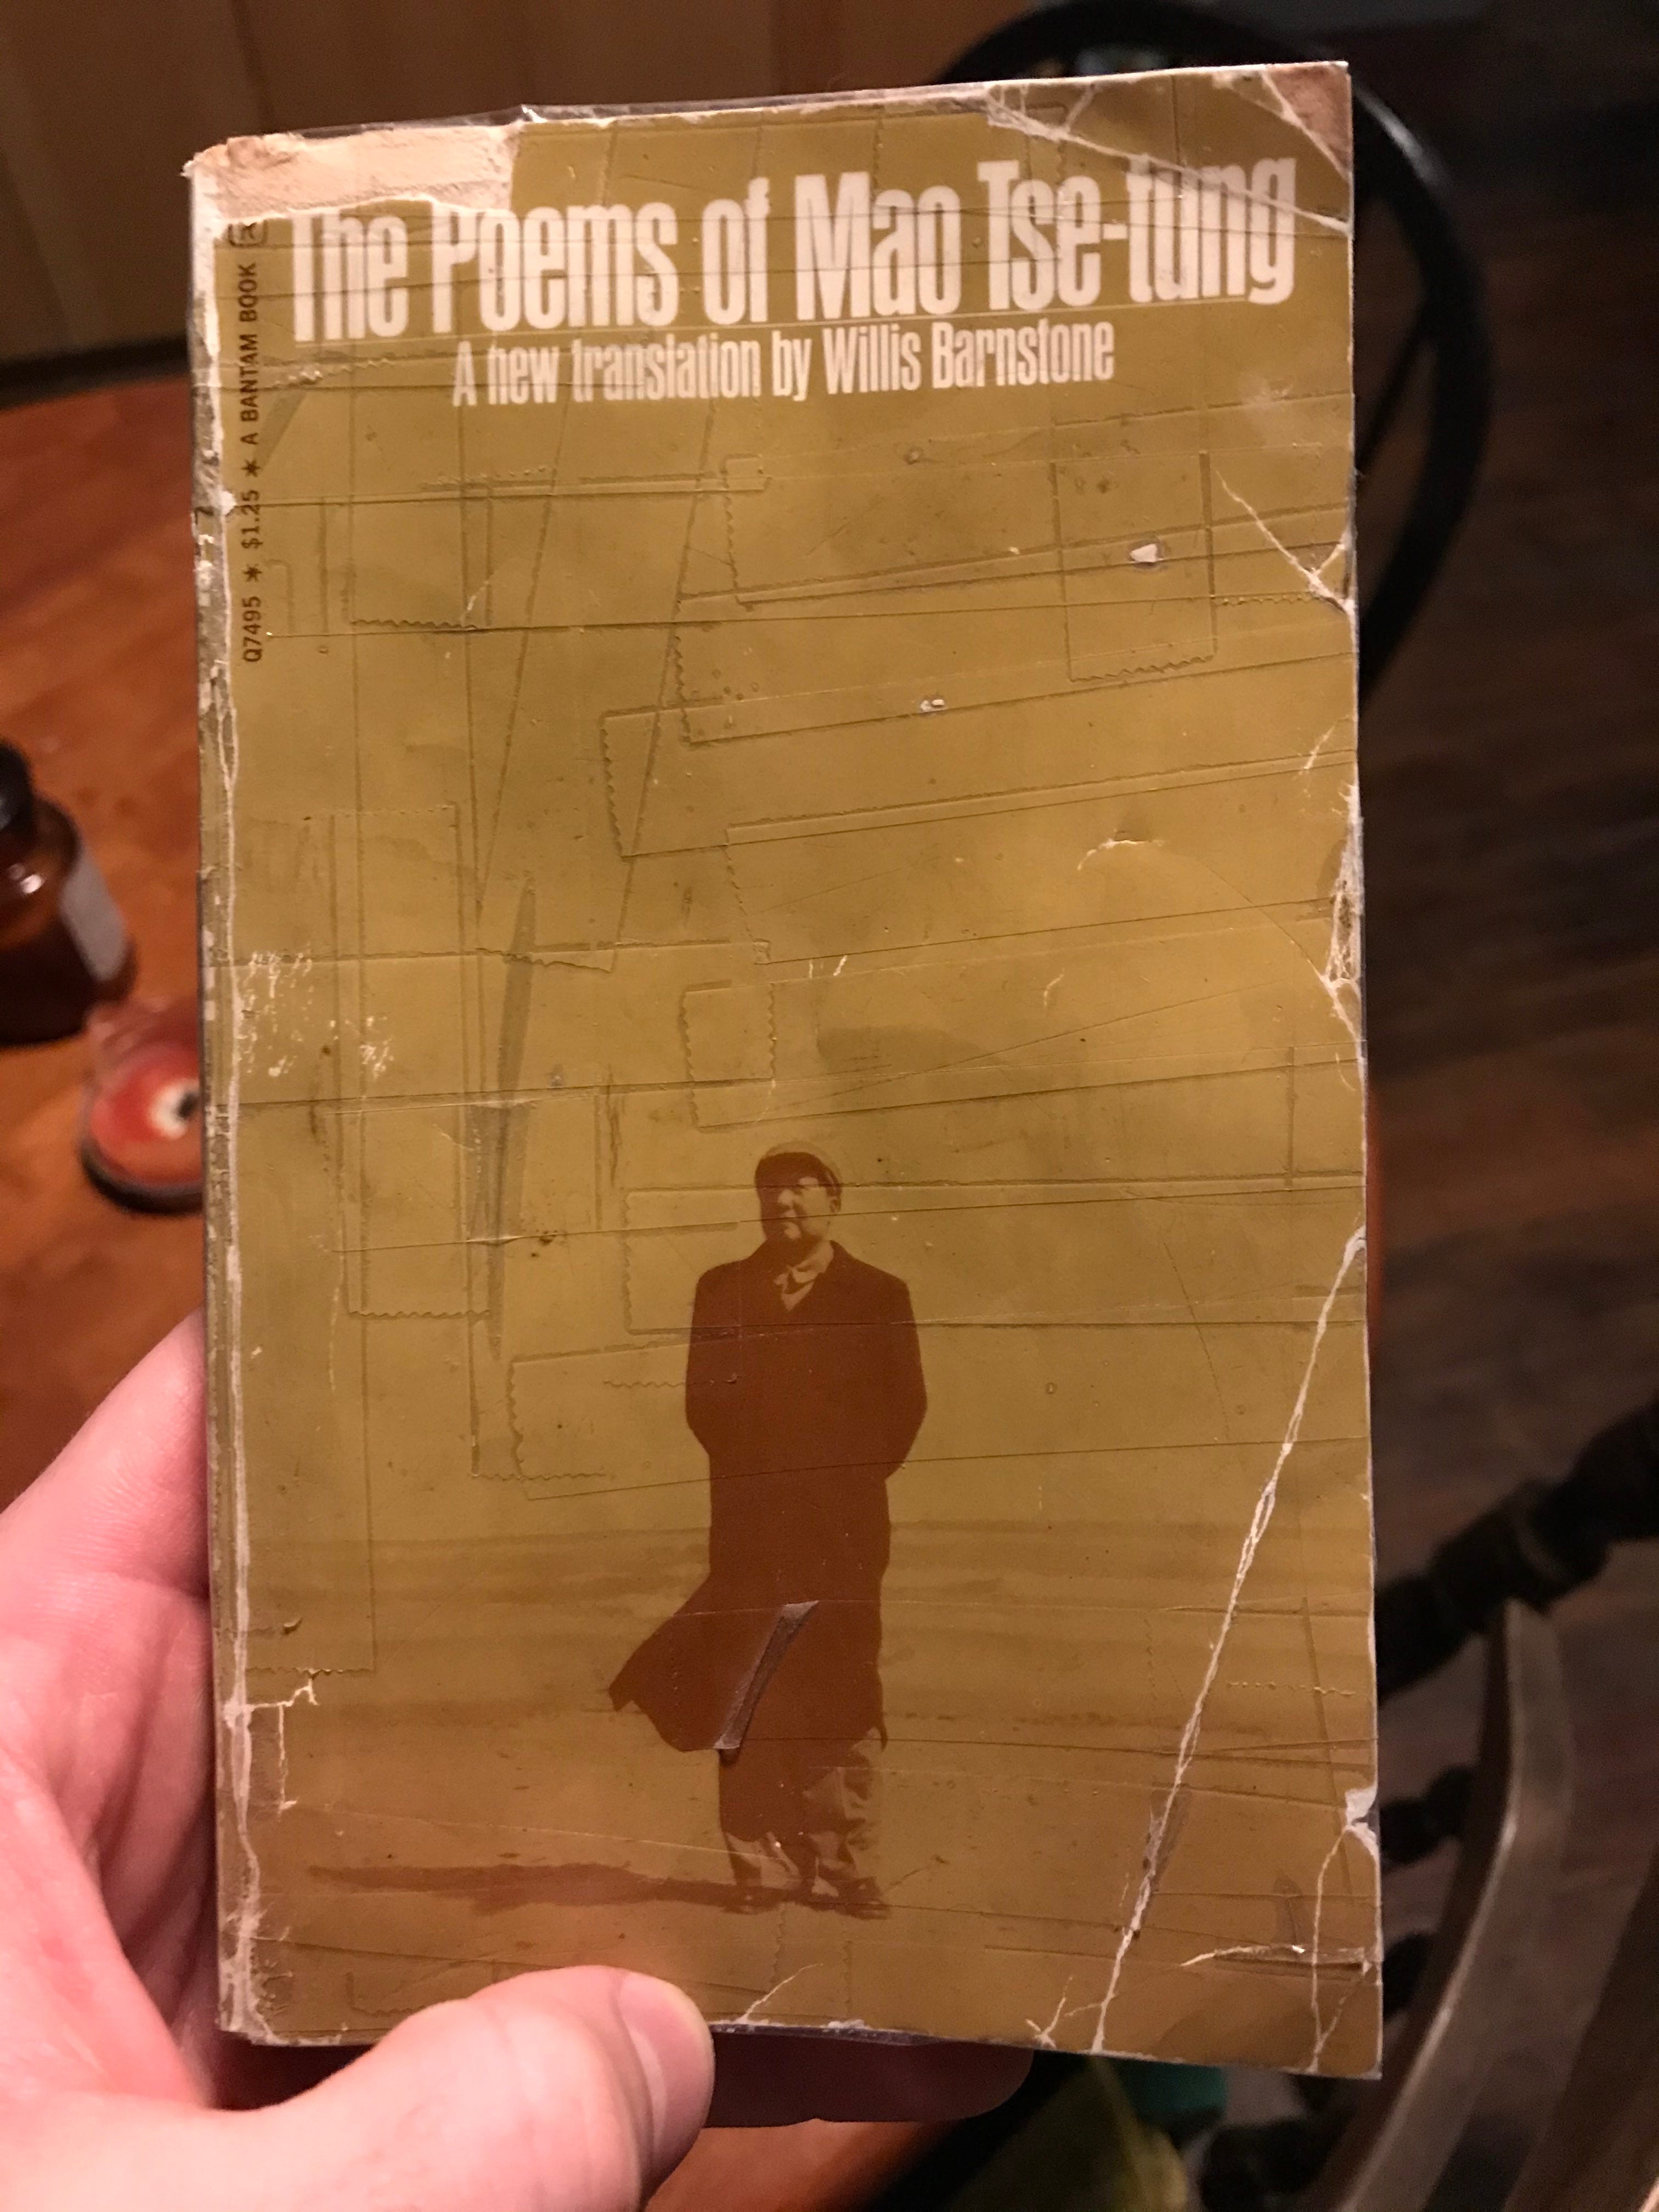 The Poems of Mao Tse-tung
A new translation by Willis Barnstone
Q7495 * $1.25 * A BANTAM BOOK